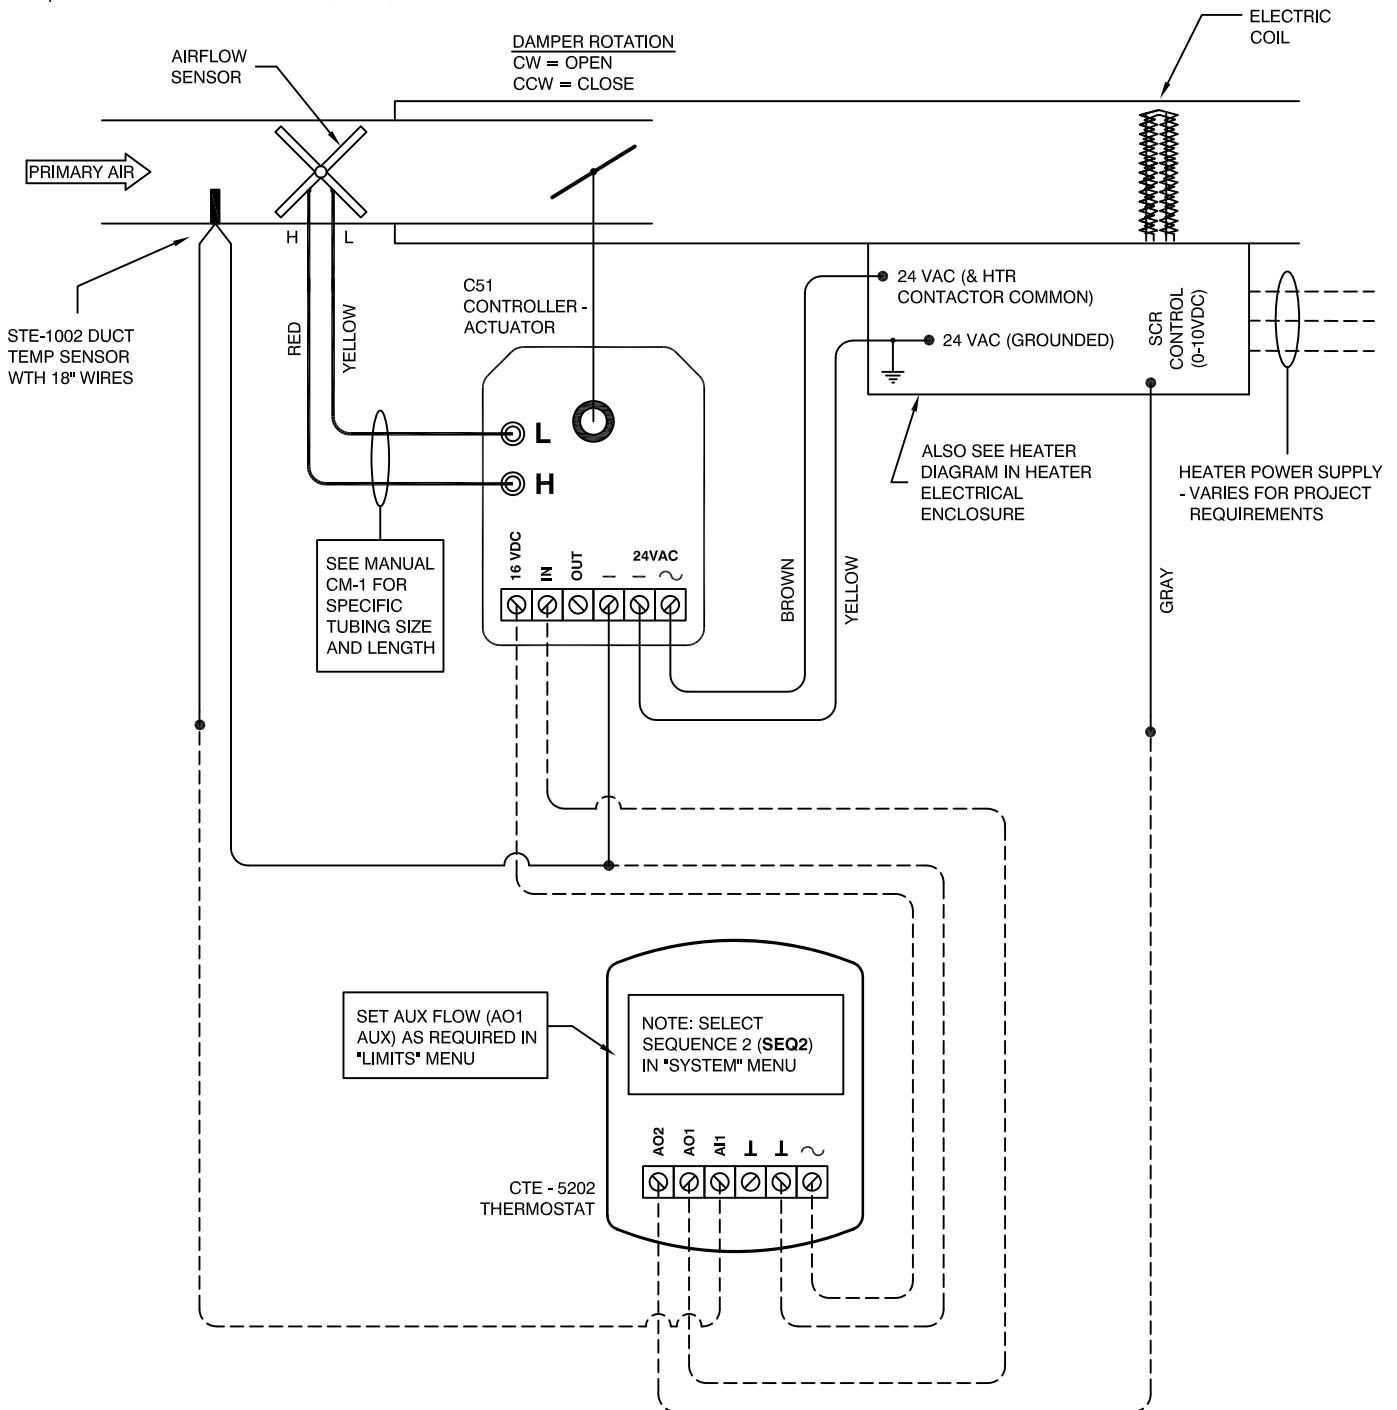 ELECTRIC
COIL
AIRFLOW
SENSOR
DAMPER ROTATION
CW = OPEN
CCW = CLOSE
PRIMARY AIR
H
L
STE-1002 DUCT
TEMP SENSOR
WTH 18" WIRES
RED
YELLOW
C51
CONTROLLER -
ACTUATOR
24 VAC (& HTR
CONTACTOR COMMON)
24 VAC (GROUNDED)
SCR
CONTROL
(0-10VDC)
L
H
ALSO SEE HEATER
DIAGRAM IN HEATER
ELECTRICAL
ENCLOSURE
HEATER POWER SUPPLY
- VARIES FOR PROJECT
REQUIREMENTS
SEE MANUAL
CM-1 FOR
SPECIFIC
TUBING SIZE
AND LENGTH
16 VDC
IN
OUT
24VAC
BROWN
YELLOW
GRAY
SET AUX FLOW (AO1
AUX) AS REQUIRED IN
"LIMITS" MENU
NOTE: SELECT
SEQUENCE 2 (SEQ2)
IN "SYSTEM" MENU
AO2
AO1
AI1
CTE - 5202
THERMOSTAT